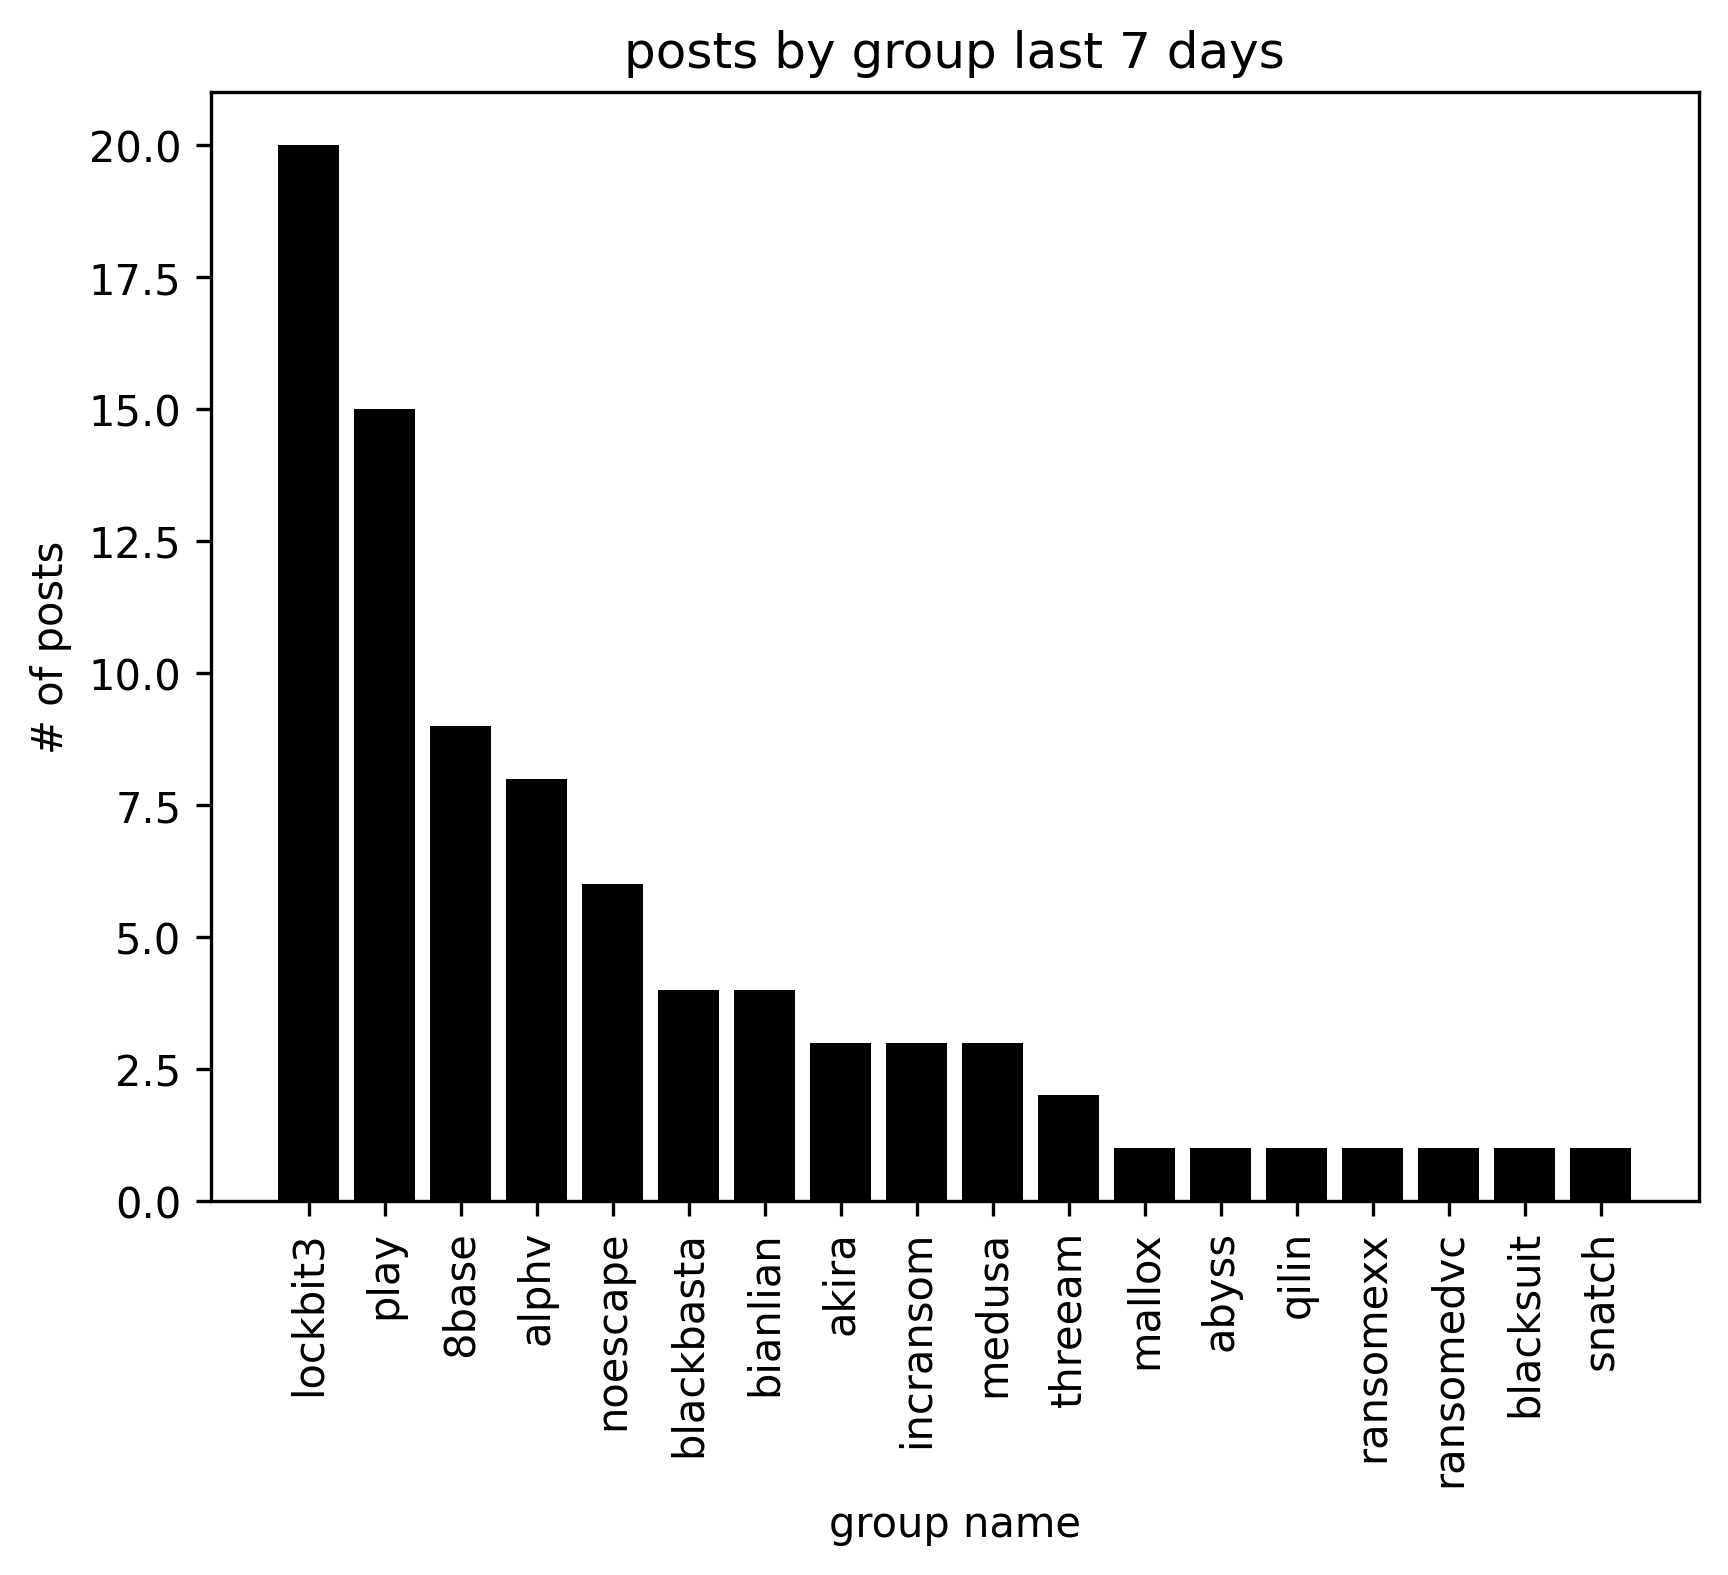 posts by group last 7 days
20.0
17.5
15.0
12.5
10.0
7.5
5.0
2.5
0.0
# of posts
lockbit3
play
8base
alphv
noescape
blackbasta
bianlian
akira
incransom
medusa
threeam
mallox
abyss
qilin
ransomexx
ransomedvc
blacksuit
snatch
group name